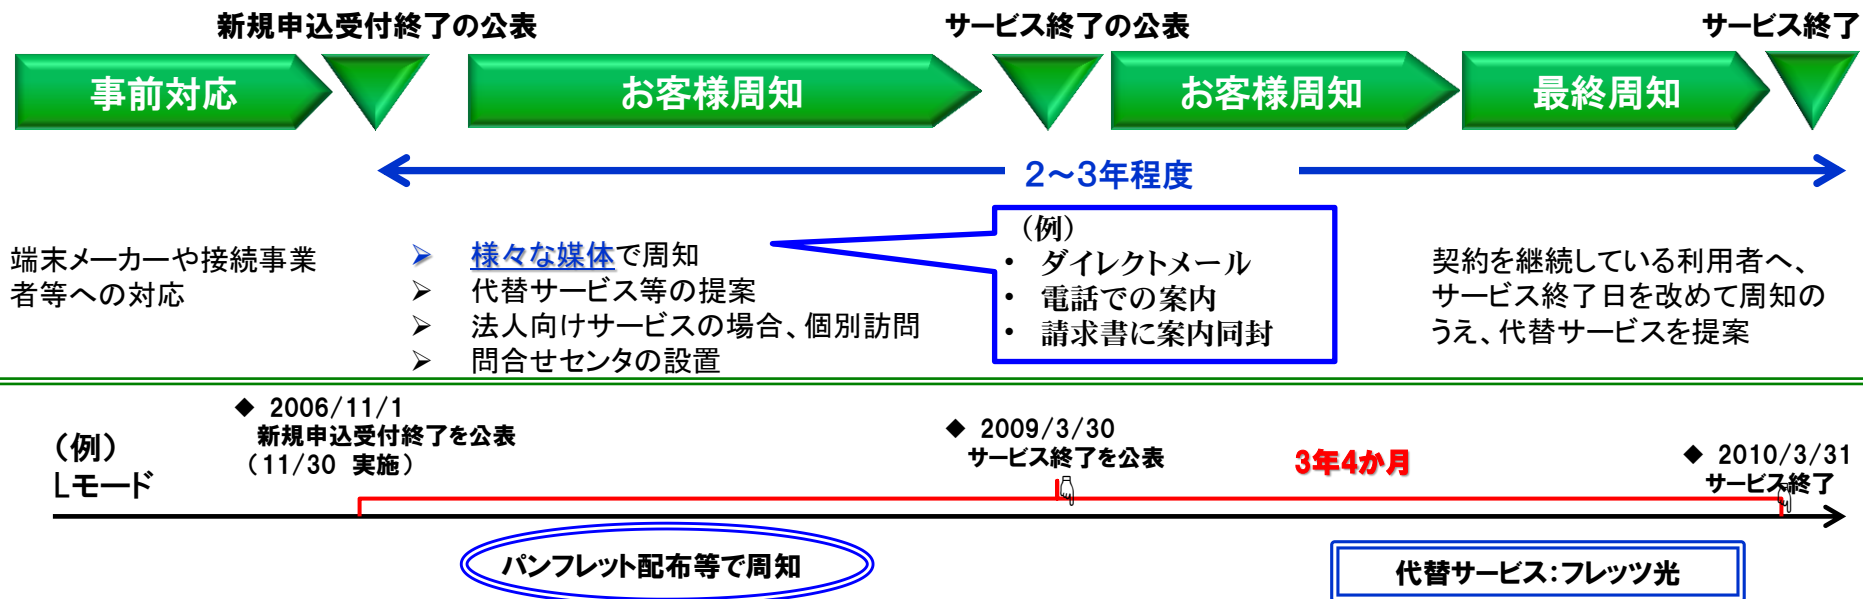 新規申込受付終了の公表
サービス終了の公表
サービス終了
事前対応
お客様周知
お客様周知
最終周知
2～3年程度
端末メーカーや接続事業
者等への対応
➢ 様々な媒体で周知
➢ 代替サービス等の提案
➢ 法人向けサービスの場合、個別訪問
➢ 問合せセンタの設置
（例）
• ダイレクトメール
• 電話での案内
• 請求書に案内同封
契約を継続している利用者へ、
サービス終了日を改めて周知の
うえ、代替サービスを提案
（例）
Lモード
◆ 2006/11/1
新規申込受付終了を公表
（11/30 実施）
◆ 2009/3/30
サービス終了を公表
3年4か月
◆ 2010/3/31
サービス終了
パンフレット配布等で周知
代替サービス：フレッツ光